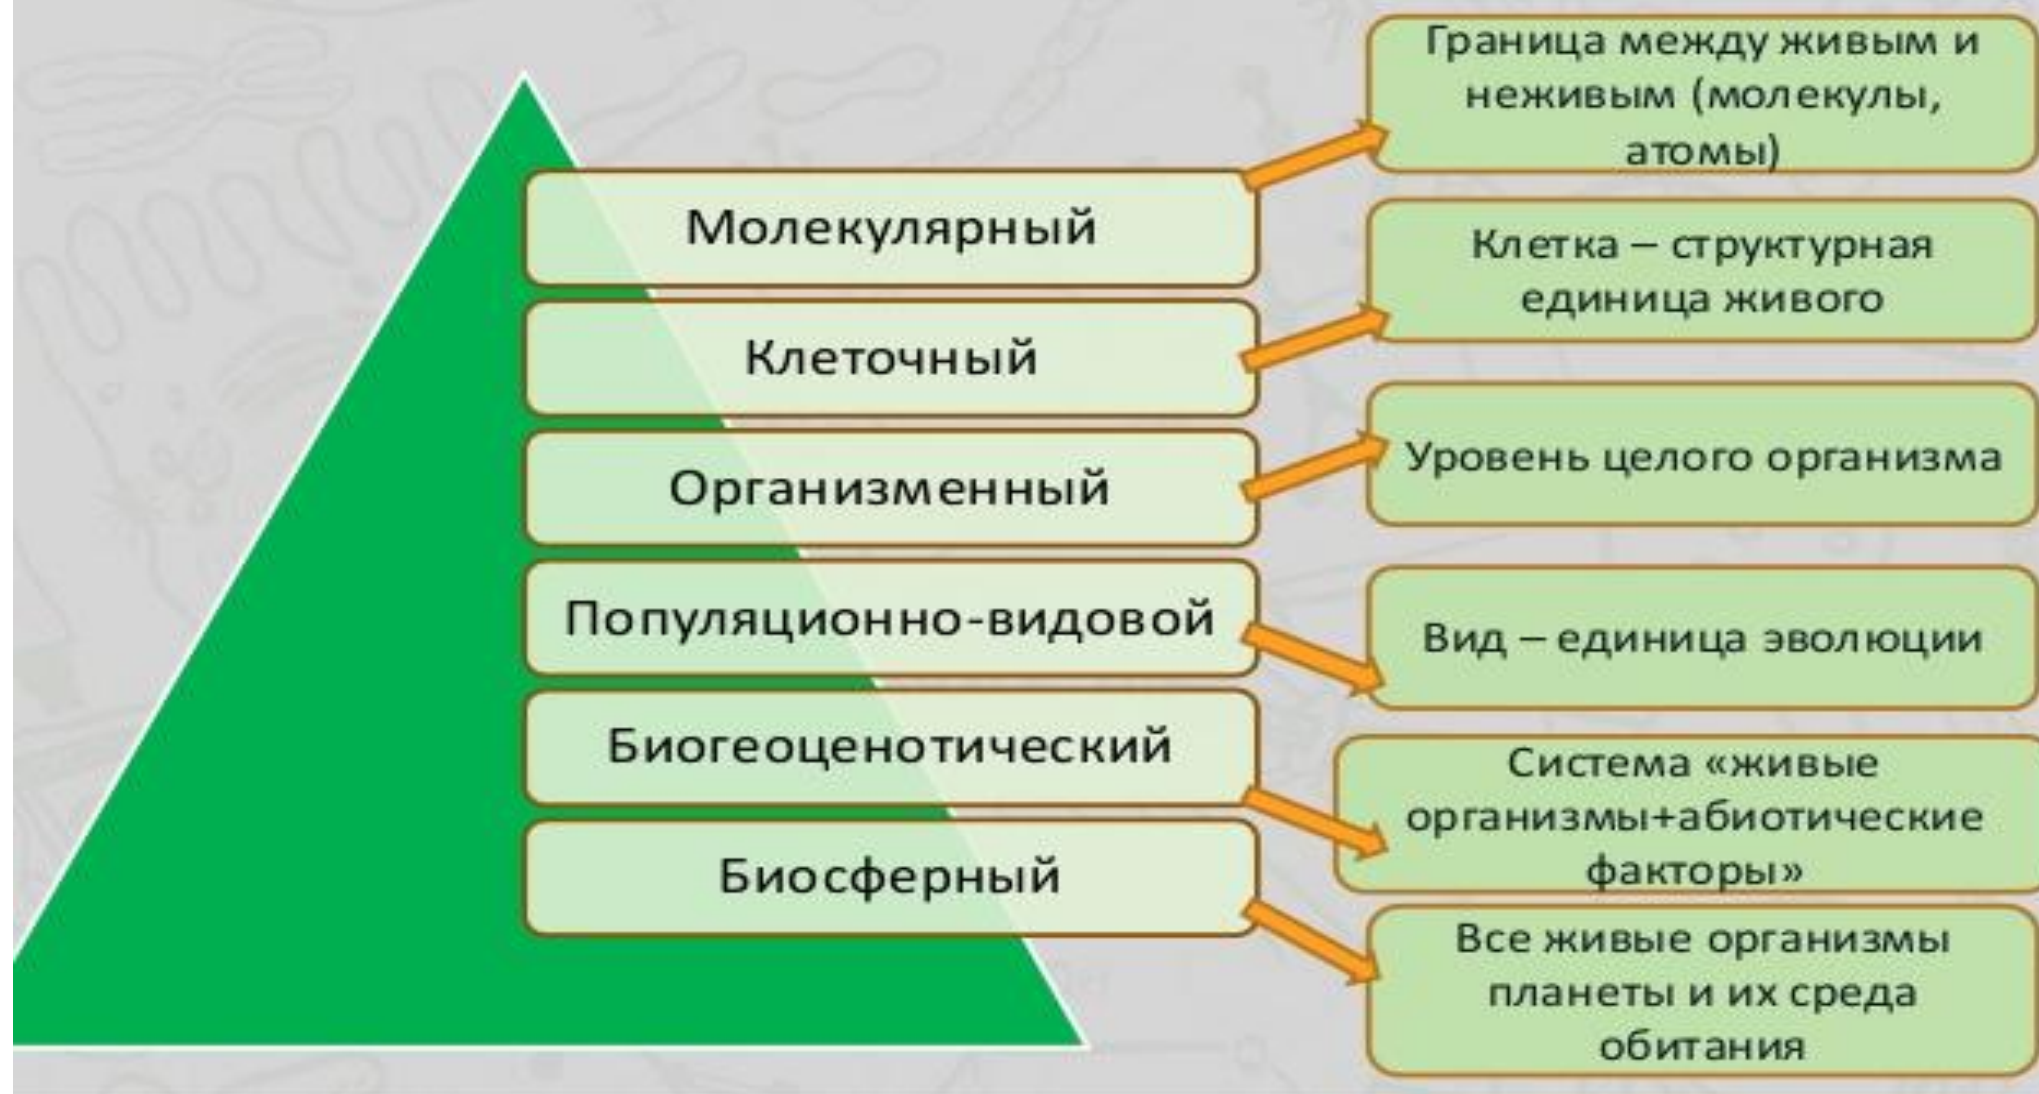 Молекулярный
Граница между живым и
неживым (молекулы,
атомы)
Клеточный
Клетка – структурная
единица живого
Организменный
Уровень целого организма
Популяционно-видовой
Вид – единица эволюции
Биогеоценотический
Система «живые
организмы+абиотические
факторы»
Биосферный
Все живые организмы
планеты и их среда
обитания